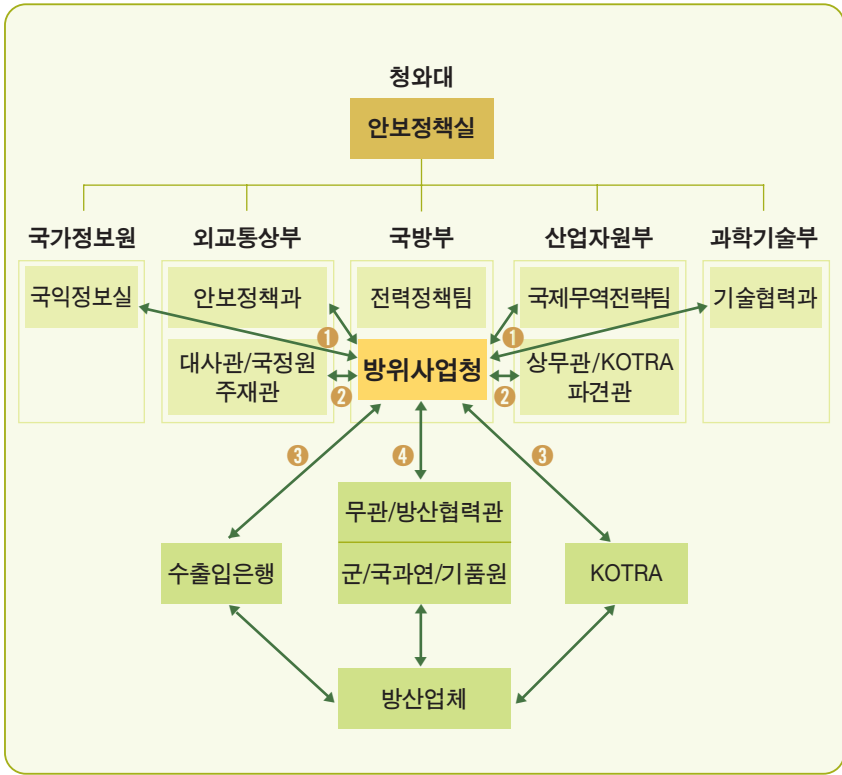 청와대
안보정책실
국가정보원
외교통상부
국방부
산업자원부
과학기술부
국익정보실
안보정책과
전력정책팀
국제무역전략팀
기술협력과
1
1
대사관/국정원
주재관
2
방위사업청
2
상무관/KOTRA
파견관
3
4
3
무관/방산협력관
수출입은행
군/국과연/기품원
KOTRA
방산업체